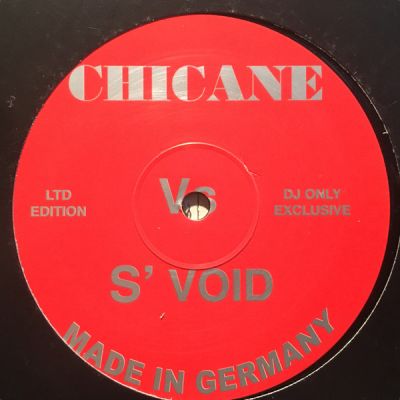 CHICANE
LTD
EDITION
Vs
DJ ONLY
EXCLUSIVE
S' VOID
MADE IN GERMANY